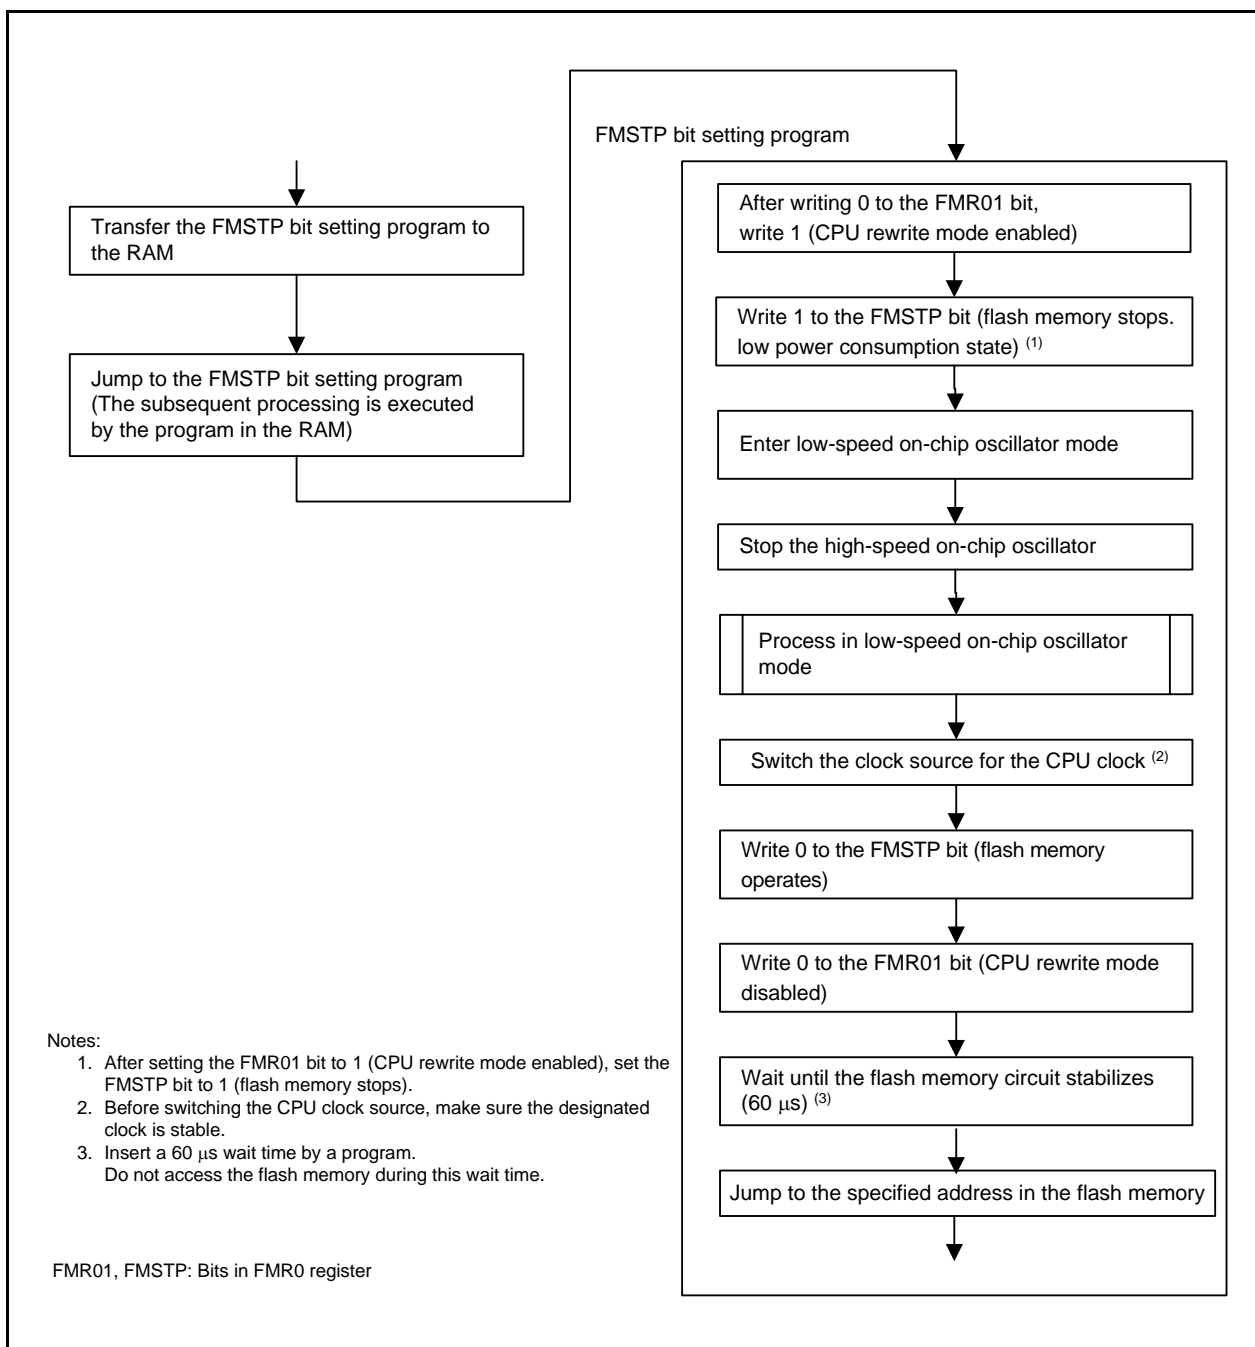 Transfer the FMSTP bit setting program to
the RAM
Jump to the FMSTP bit setting program
(The subsequent processing is executed
by the program in the RAM)
FMSTP bit setting program
After writing 0 to the FMR01 bit,
write 1 (CPU rewrite mode enabled)
Write 1 to the FMSTP bit (flash memory stops.
low power consumption state) (1)
Enter low-speed on-chip oscillator mode
Stop the high-speed on-chip oscillator
Process in low-speed on-chip oscillator
mode
Switch the clock source for the CPU clock (2)
Write 0 to the FMSTP bit (flash memory
operates)
Write 0 to the FMR01 bit (CPU rewrite mode
disabled)
Wait until the flash memory circuit stabilizes
(60 μs) (3)
Jump to the specified address in the flash memory
Notes:
1. After setting the FMR01 bit to 1 (CPU rewrite mode enabled), set the
FMSTP bit to 1 (flash memory stops).
2. Before switching the CPU clock source, make sure the designated
clock is stable.
3. Insert a 60 μs wait time by a program.
Do not access the flash memory during this wait time.
FMR01, FMSTP: Bits in FMR0 register